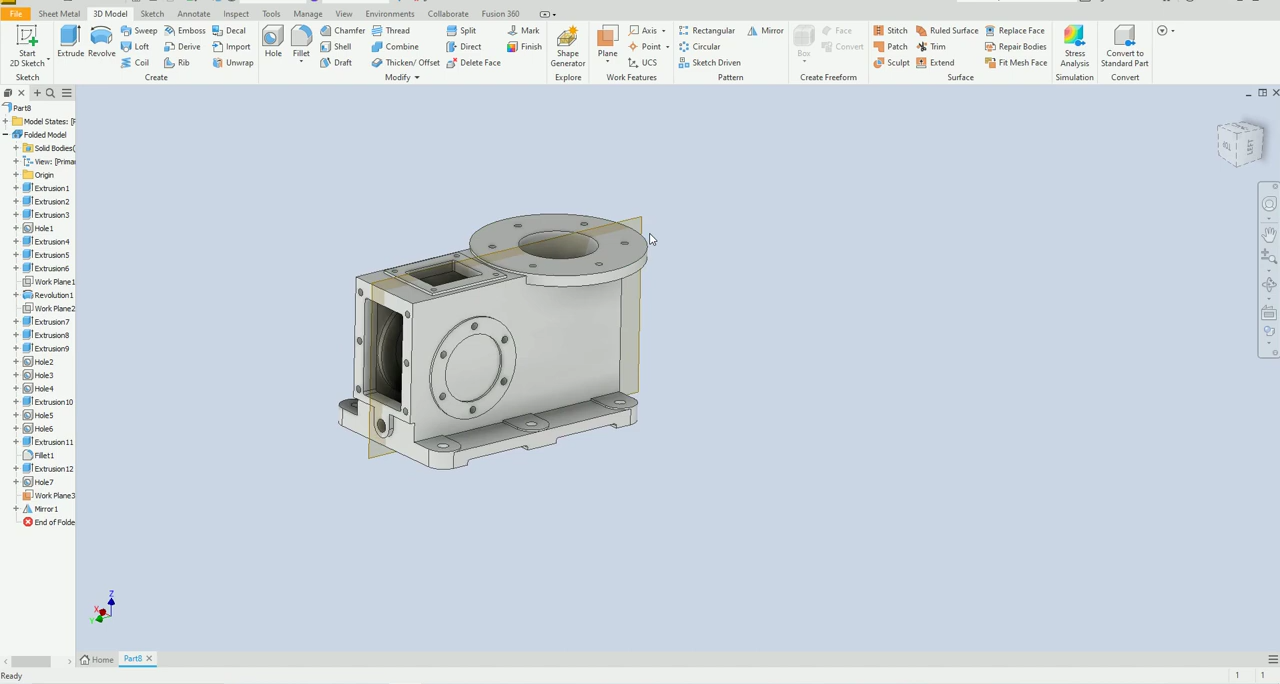 File Sheet Metal 3D Model Sketch Annotate Inspect Tools Manage View Environments Collaborate Fusion 360
Start
2D Sketch
Extrude
Revolve
Sweep Emboss Decal
Loft Derive Import
Coil Rib Unwrap
Hole
Fillet
Chamfer Thread Split
Shell Combine Direct
Draft Thicken/ Offset Delete Face
Mark
Finish
Shape
Generator
Plane
Axis
Point
UCS
Rectangular Mirror
Circular
Sketch Driven
Box
Face
Convert
Stitch Ruled Surface Replace Face
Patch Trim Repair Bodies
Sculpt Extend Fit Mesh Face
Stress
Analysis
Convert to
Standard Part
Sketch Create Modify Explore Work Features Pattern Create Freeform Surface Simulation Convert
Part8
Model States: [
Folded Model
Solid Bodies(
View: [Prima
Origin
Extrusion1
Extrusion2
Extrusion3
Hole1
Extrusion4
Extrusion5
Extrusion6
Work Plane1
Revolution1
Work Plane2
Extrusion7
Extrusion8
Extrusion9
Hole2
Hole3
Hole4
Extrusion10
Hole5
Hole6
Extrusion11
Fillet1
Extrusion12
Hole7
Work Plane3
Mirror1
End of Folde
LEFT
Z
X
Y
Home Part8
Ready 1 1